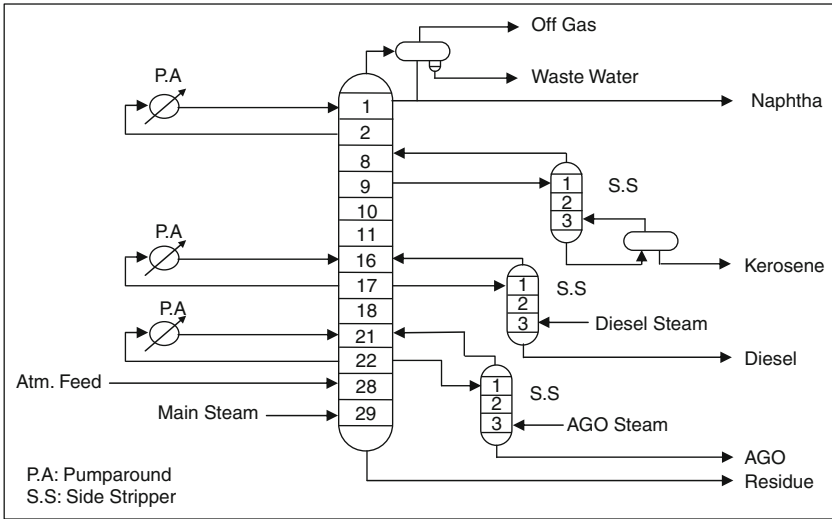 Off Gas
P.A
Waste Water
1
Naphtha
2
8
1
S.S
9
2
10
3
11
P.A
16
Kerosene
17
1
S.S
18
2
P.A
3
Diesel Steam
21
22
Diesel
Atm. Feed
28
1
S.S
2
Main Steam
29
3
AGO Steam
AGO
P.A: Pumparound
Residue
S.S: Side Stripper